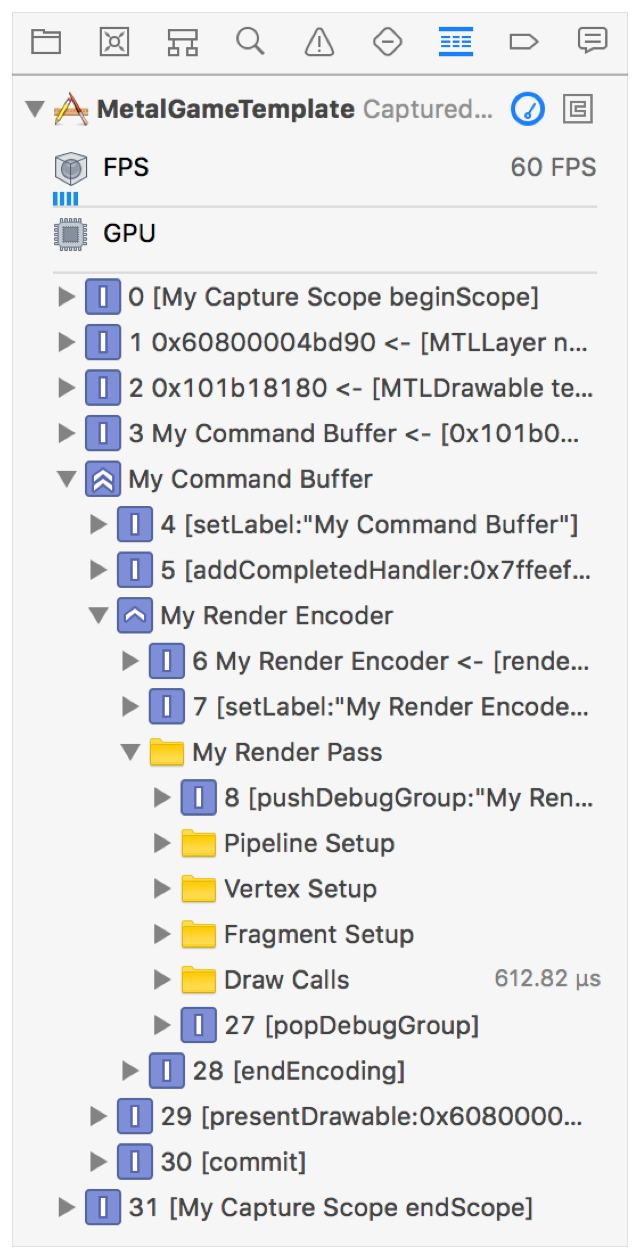 MetalGameTemplate Captured...
FPS 60 FPS
GPU
0 [My Capture Scope beginScope]
1 0x60800004bd90 <- [MTLLayer n...
2 0x101b18180 <- [MTLDrawable te...
3 My Command Buffer <- [0x101b0...
My Command Buffer
4 [setLabel:"My Command Buffer"]
5 [addCompletedHandler:0x7ffeef...
My Render Encoder
6 My Render Encoder <- [rende...
7 [setLabel:"My Render Encode...
My Render Pass
8 [pushDebugGroup:"My Ren...
Pipeline Setup
Vertex Setup
Fragment Setup
Draw Calls 612.82 µs
27 [popDebugGroup]
28 [endEncoding]
29 [presentDrawable:0x6080000...
30 [commit]
31 [My Capture Scope endScope]